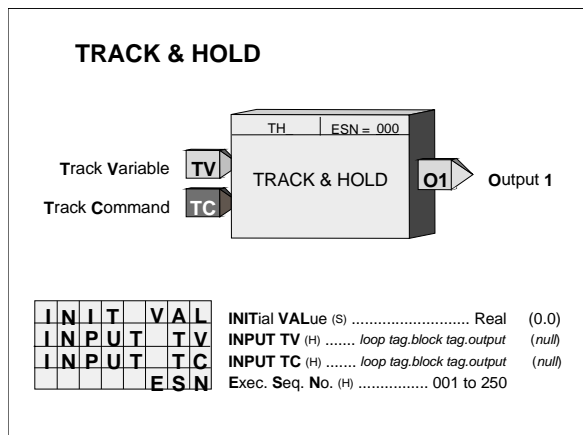 TRACK & HOLD
TH ESN = 000
Track Variable TV
TRACK & HOLD O1 Output 1
Track Command TC
INIT VAL INITial VALue (S) ........................... Real (0.0)
INPUT TV INPUT TV (H) ....... loop tag.block tag.output (null)
INPUT TC INPUT TC (H) ....... loop tag.block tag.output (null)
ESN Exec. Seq. No. (H) ................ 001 to 250